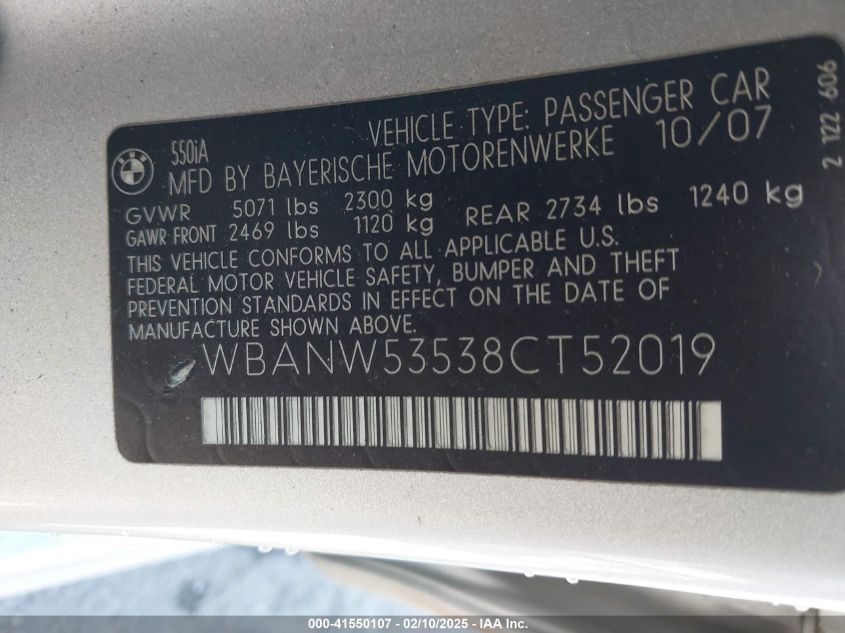 BMW
550iA
VEHICLE TYPE: PASSENGER CAR
MFD BY BAYERISCHE MOTORENWERKE 10/07
GVWR 5071 lbs 2300 kg
GAWR FRONT 2469 lbs 1120 kg REAR 2734 lbs 1240 kg
THIS VEHICLE CONFORMS TO ALL APPLICABLE U.S.
FEDERAL MOTOR VEHICLE SAFETY, BUMPER AND THEFT
PREVENTION STANDARDS IN EFFECT ON THE DATE OF
MANUFACTURE SHOWN ABOVE.
WBANW53538CT52019
2 122 606
000-41550107 - 02/10/2025 - IAA Inc.